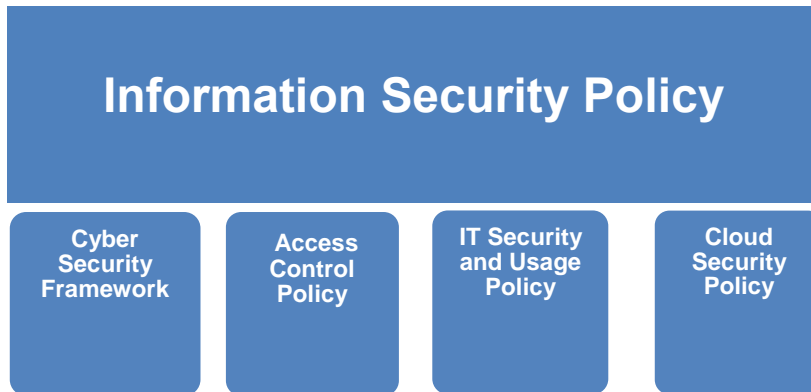 Information Security Policy
Cyber
Security
Framework
Access
Control
Policy
IT Security
and Usage
Policy
Cloud
Security
Policy